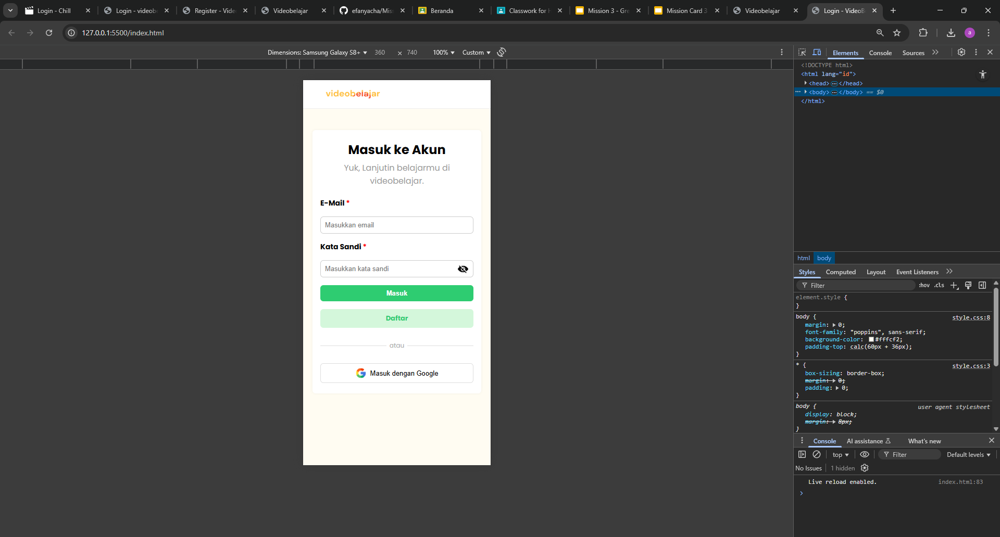 Login - Chill
Login - videob
Register - Vide
Videobelajar
efanyacha/Miss
Beranda
Classwork for H
Mission 3 - Gre
Mission Card 3
Videobelajar
Login - VideoB
127.0.0.1:5500/index.html
a
Dimensions: Samsung Galaxy S8+ 360 × 740 100% Custom
videobelajar
Masuk ke Akun
Yuk, Lanjutin belajarmu di
videobelajar.
E-Mail *
Masukkan email
Kata Sandi *
Masukkan kata sandi
Masuk
Daftar
atau
Masuk dengan Google
Elements Console Sources
<!DOCTYPE html>
<html lang="id">
<head> ••• </head>
••• <body> ••• </body> == $0
</html>
html body
Styles Computed Layout Event Listeners
Filter :hov .cls
element.style {
}
body { style.css:8
margin: 0;
font-family: "poppins", sans-serif;
background-color: #fffcf2;
padding-top: calc(60px + 36px);
}
* { style.css:3
box-sizing: border-box;
margin: 0;
padding: 0;
}
body { user agent stylesheet
display: block;
margin: 8px;
}
Console AI assistance What's new
top Filter Default levels
No Issues 1 hidden
Live reload enabled. index.html:83